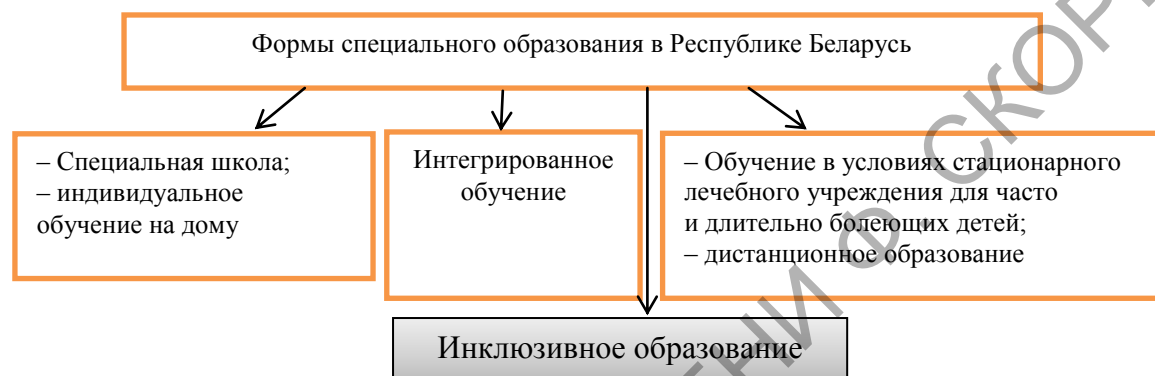 Формы специального образования в Республике Беларусь
– Специальная школа;
– индивидуальное
обучение на дому
Интегрированное
обучение
– Обучение в условиях стационарного
лечебного учреждения для часто
и длительно болеющих детей;
– дистанционное образование
Инклюзивное образование